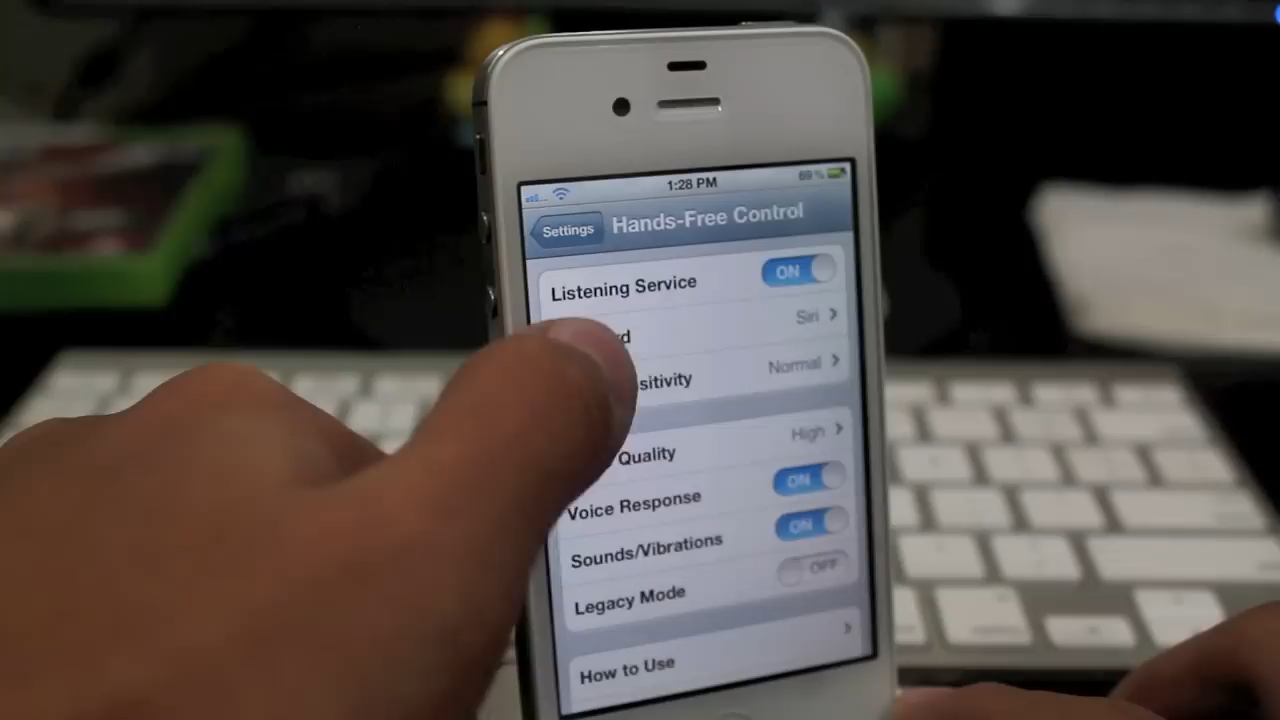 1:28 PM 69%
Settings Hands-Free Control
Listening Service ON
Siri
Normal
Quality High
Voice Response ON
Sounds/Vibrations ON
Legacy Mode OFF
How to Use